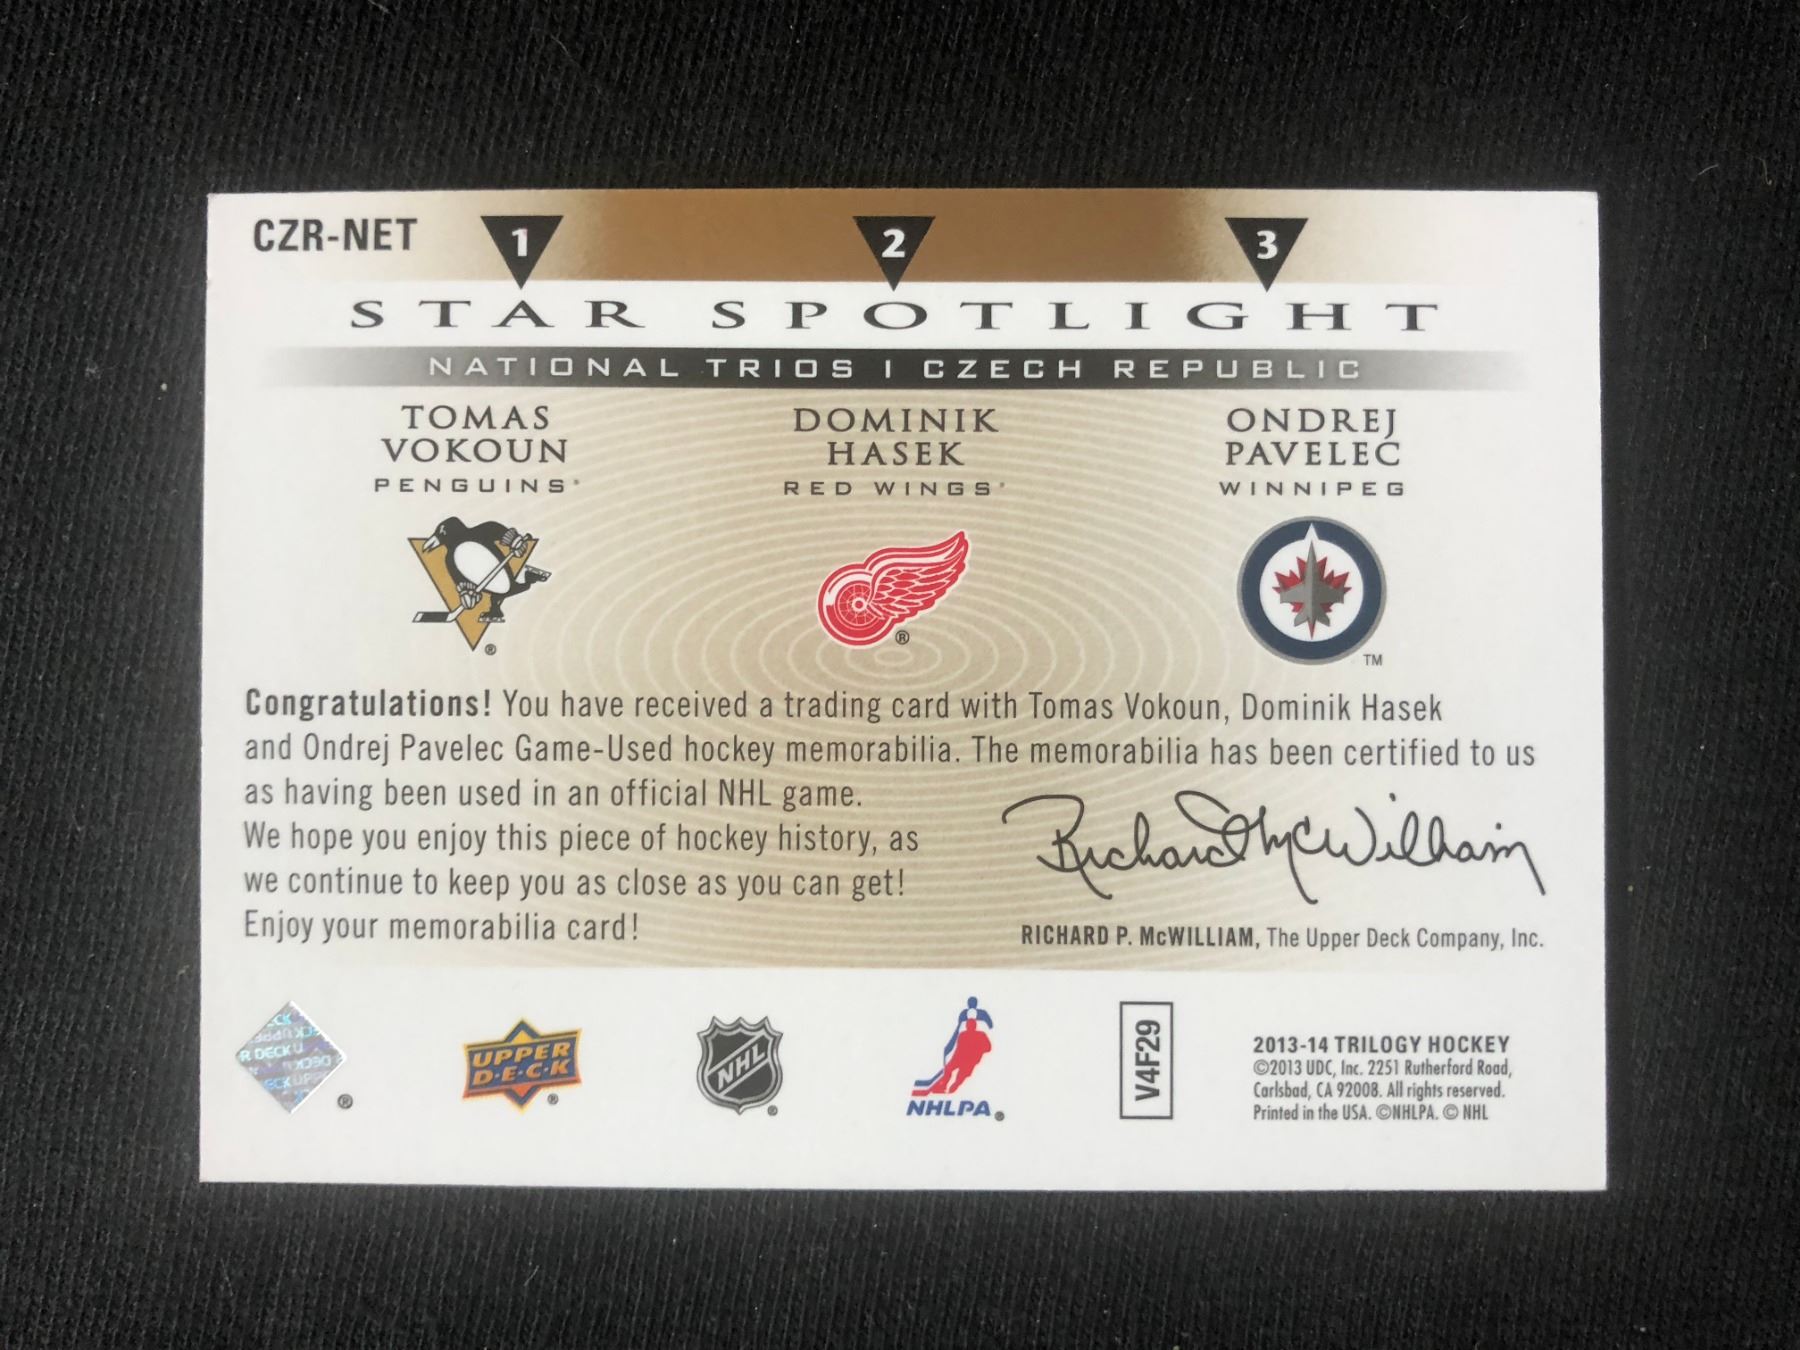 CZR-NET
1 2 3
STAR SPOTLIGHT
NATIONAL TRIOS | CZECH REPUBLIC
TOMAS
VOKOUN
PENGUINS®
DOMINIK
HASEK
RED WINGS®
ONDREJ
PAVELEC
WINNIPEG
®
®
TM
Congratulations! You have received a trading card with Tomas Vokoun, Dominik Hasek
and Ondrej Pavelec Game-Used hockey memorabilia. The memorabilia has been certified to us
as having been used in an official NHL game.
We hope you enjoy this piece of hockey history, as
we continue to keep you as close as you can get!
Enjoy your memorabilia card!
Richard McWilliam
RICHARD P. McWILLIAM, The Upper Deck Company, Inc.
R DECK U
®
UPPER
D·E·C·K
®
NHL
®
NHLPA®
V4F29
2013-14 TRILOGY HOCKEY
©2013 UDC, Inc. 2251 Rutherford Road,
Carlsbad, CA 92008. All rights reserved.
Printed in the USA. ©NHLPA. © NHL